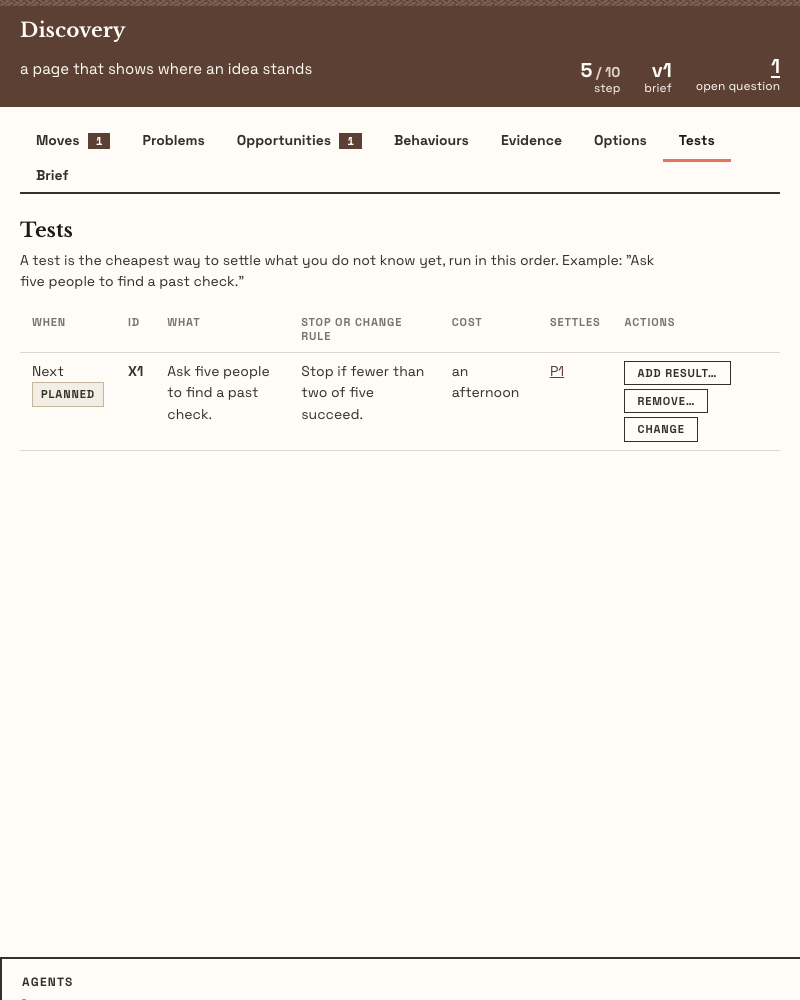 Discovery
a page that shows where an idea stands
5 / 10
step
v1
brief
1
open question
Moves 1
Problems
Opportunities 1
Behaviours
Evidence
Options
Tests
Brief
Tests
A test is the cheapest way to settle what you do not know yet, run in this order. Example: ”Ask
five people to find a past check.”
WHEN
ID
WHAT
STOP OR CHANGE
RULE
COST
SETTLES
ACTIONS
Next
PLANNED
X1
Ask five people
to find a past
check.
Stop if fewer than
two of five
succeed.
an
afternoon
P1
ADD RESULT…
REMOVE…
CHANGE
AGENTS